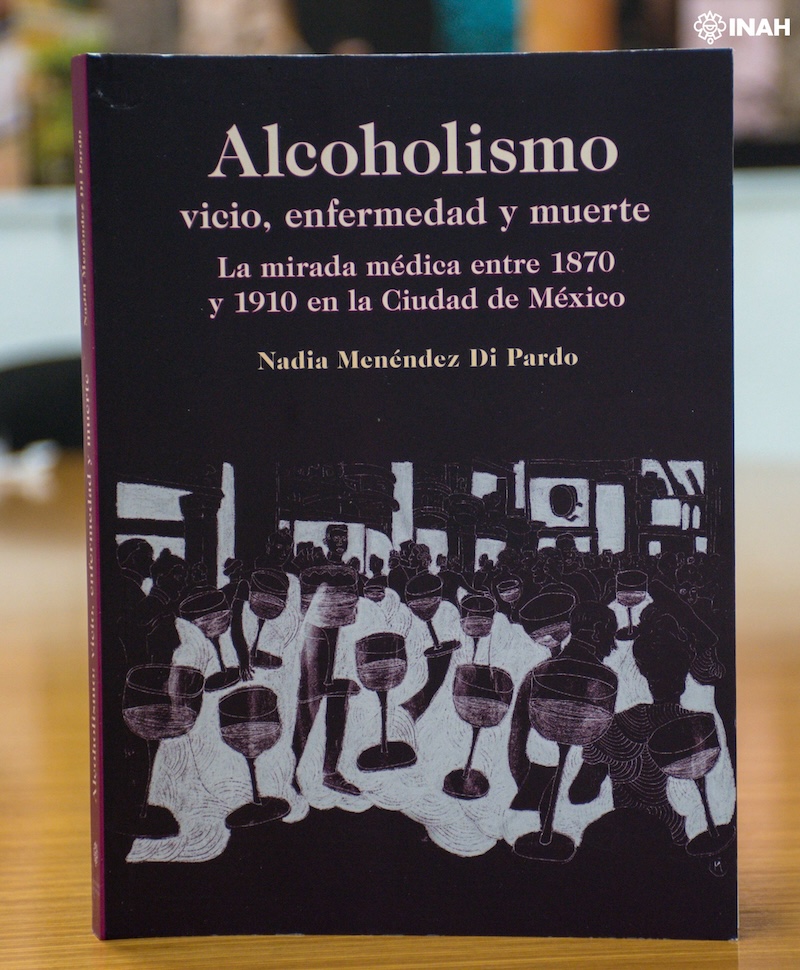 INAH
Alcoholismo
vicio, enfermedad y muerte
La mirada médica entre 1870
y 1910 en la Ciudad de México
Nadia Menéndez Di Pardo
Nadia Menéndez Di Pardo
Alcoholismo: vicio, enfermedad y muerte